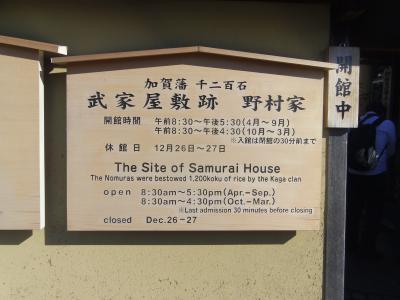 加賀藩 千二百石
武家屋敷跡 野村家
開館時間 午前8:30～午後5:30(4月～9月)
午前8:30～午後4:30(10月～3月)
※入館は閉館の30分前まで
休館日 12月26日～27日
The Site of Samurai House
The Nomuras were bestowed 1,200koku of rice by the Kaga clan
open 8:30am～5:30pm(Apr.-Sep.)
8:30am～4:30pm(Oct.-Mar.)
※Last admission 30 minutes before closing
closed Dec.26-27
開館中